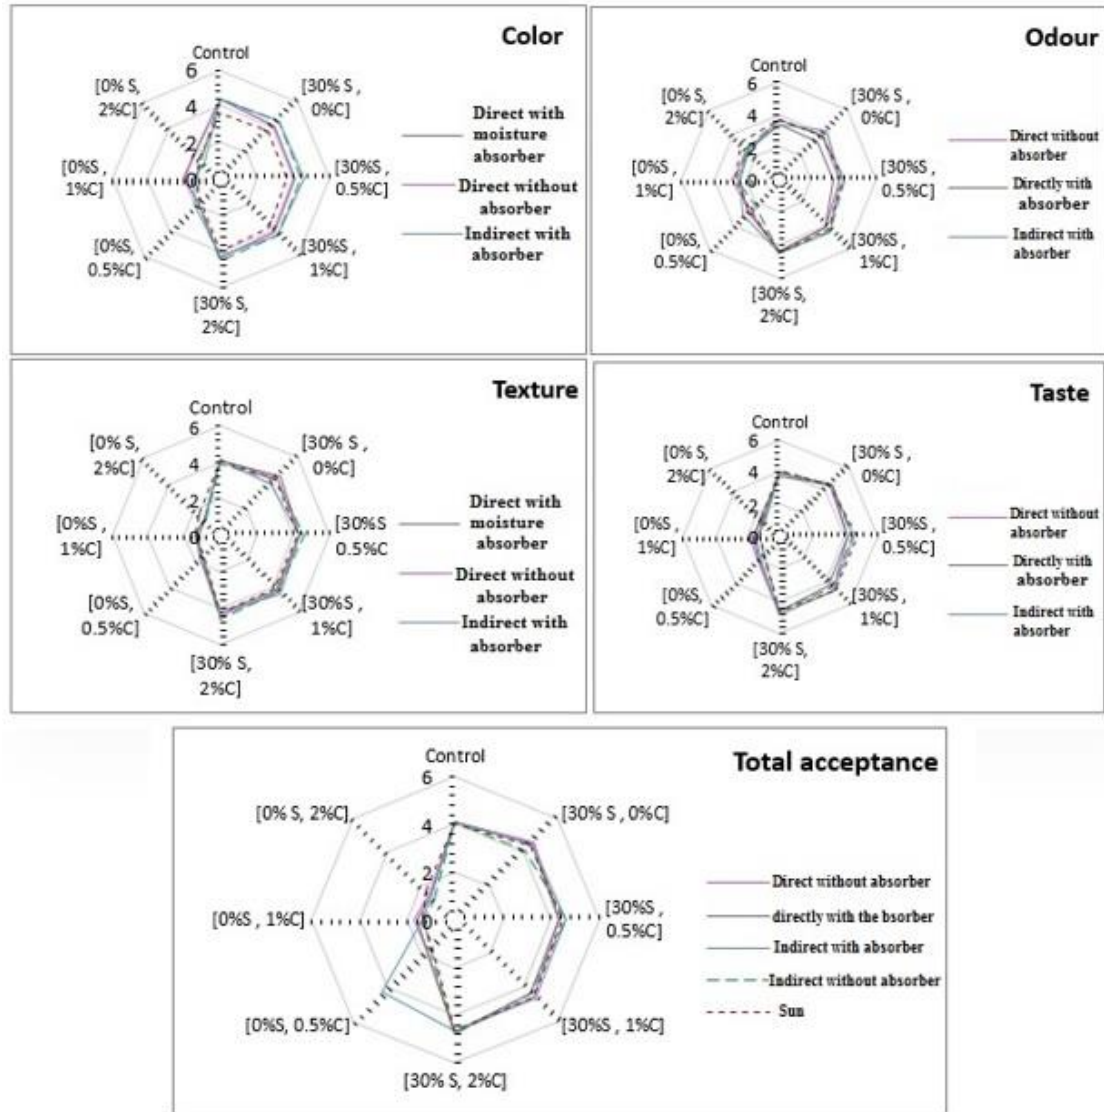 Color
Control
6
4
2
0
[30% S ,
0%C]
[30%S ,
0.5%C]
[30%S ,
1%C]
[30% S,
2%C]
[0%S,
0.5%C]
[0%S ,
1%C]
[0% S,
2%C]
Direct with
moisture
absorber
Direct without
absorber
Indirect with
absorber
Odour
Control
6
4
2
0
[30% S ,
0%C]
[30%S ,
0.5%C]
[30%S ,
1%C]
[30% S,
2%C]
[0%S,
0.5%C]
[0%S ,
1%C]
[0% S,
2%C]
Direct without
absorber
Directly with
absorber
Indirect with
absorber
Texture
Control
6
4
2
0
[30% S ,
0%C]
[30%S
0.5%C
[30%S ,
1%C]
[30% S,
2%C]
[0%S,
0.5%C]
[0%S ,
1%C]
[0% S,
2%C]
Direct with
moisture
absorber
Direct without
absorber
Indirect with
absorber
Taste
Control
6
4
2
0
[30% S ,
0%C]
[30%S ,
0.5%C]
[30%S ,
1%C]
[30% S,
2%C]
[0%S,
0.5%C]
[0%S ,
1%C]
[0% S,
2%C]
Direct without
absorber
Directly with
absorber
Indirect with
absorber
Total acceptance
Control
6
4
2
0
[30% S , 0%C]
[30%S ,
0.5%C]
[30%S , 1%C]
[30% S, 2%C]
[0%S, 0.5%C]
[0%S , 1%C]
[0% S, 2%C]
Direct without absorber
directly with the bsorber
Indirect with absorber
Indirect without absorber
Sun